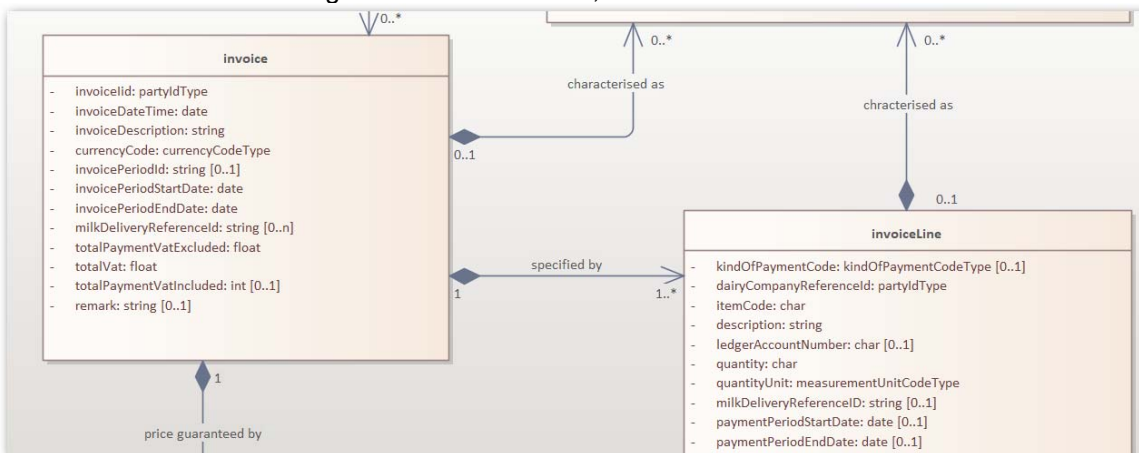 0..*
0..*
0..*
invoice
- invoiceIid: partyIdType
- invoiceDateTime: date
- invoiceDescription: string
- currencyCode: currencyCodeType
- invoicePeriodId: string [0..1]
- invoicePeriodStartDate: date
- invoicePeriodEndDate: date
- milkDeliveryReferenceId: string [0..n]
- totalPaymentVatExcluded: float
- totalVat: float
- totalPaymentVatIncluded: int [0..1]
- remark: string [0..1]
characterised as
0..1
chracterised as
0..1
specified by
1
1..*
invoiceLine
- kindOfPaymentCode: kindOfPaymentCodeType [0..1]
- dairyCompanyReferenceId: partyIdType
- itemCode: char
- description: string
- ledgerAccountNumber: char [0..1]
- quantity: char
- quantityUnit: measurementUnitCodeType
- milkDeliveryReferenceID: string [0..1]
- paymentPeriodStartDate: date [0..1]
- paymentPeriodEndDate: date [0..1]
1
price guaranteed by